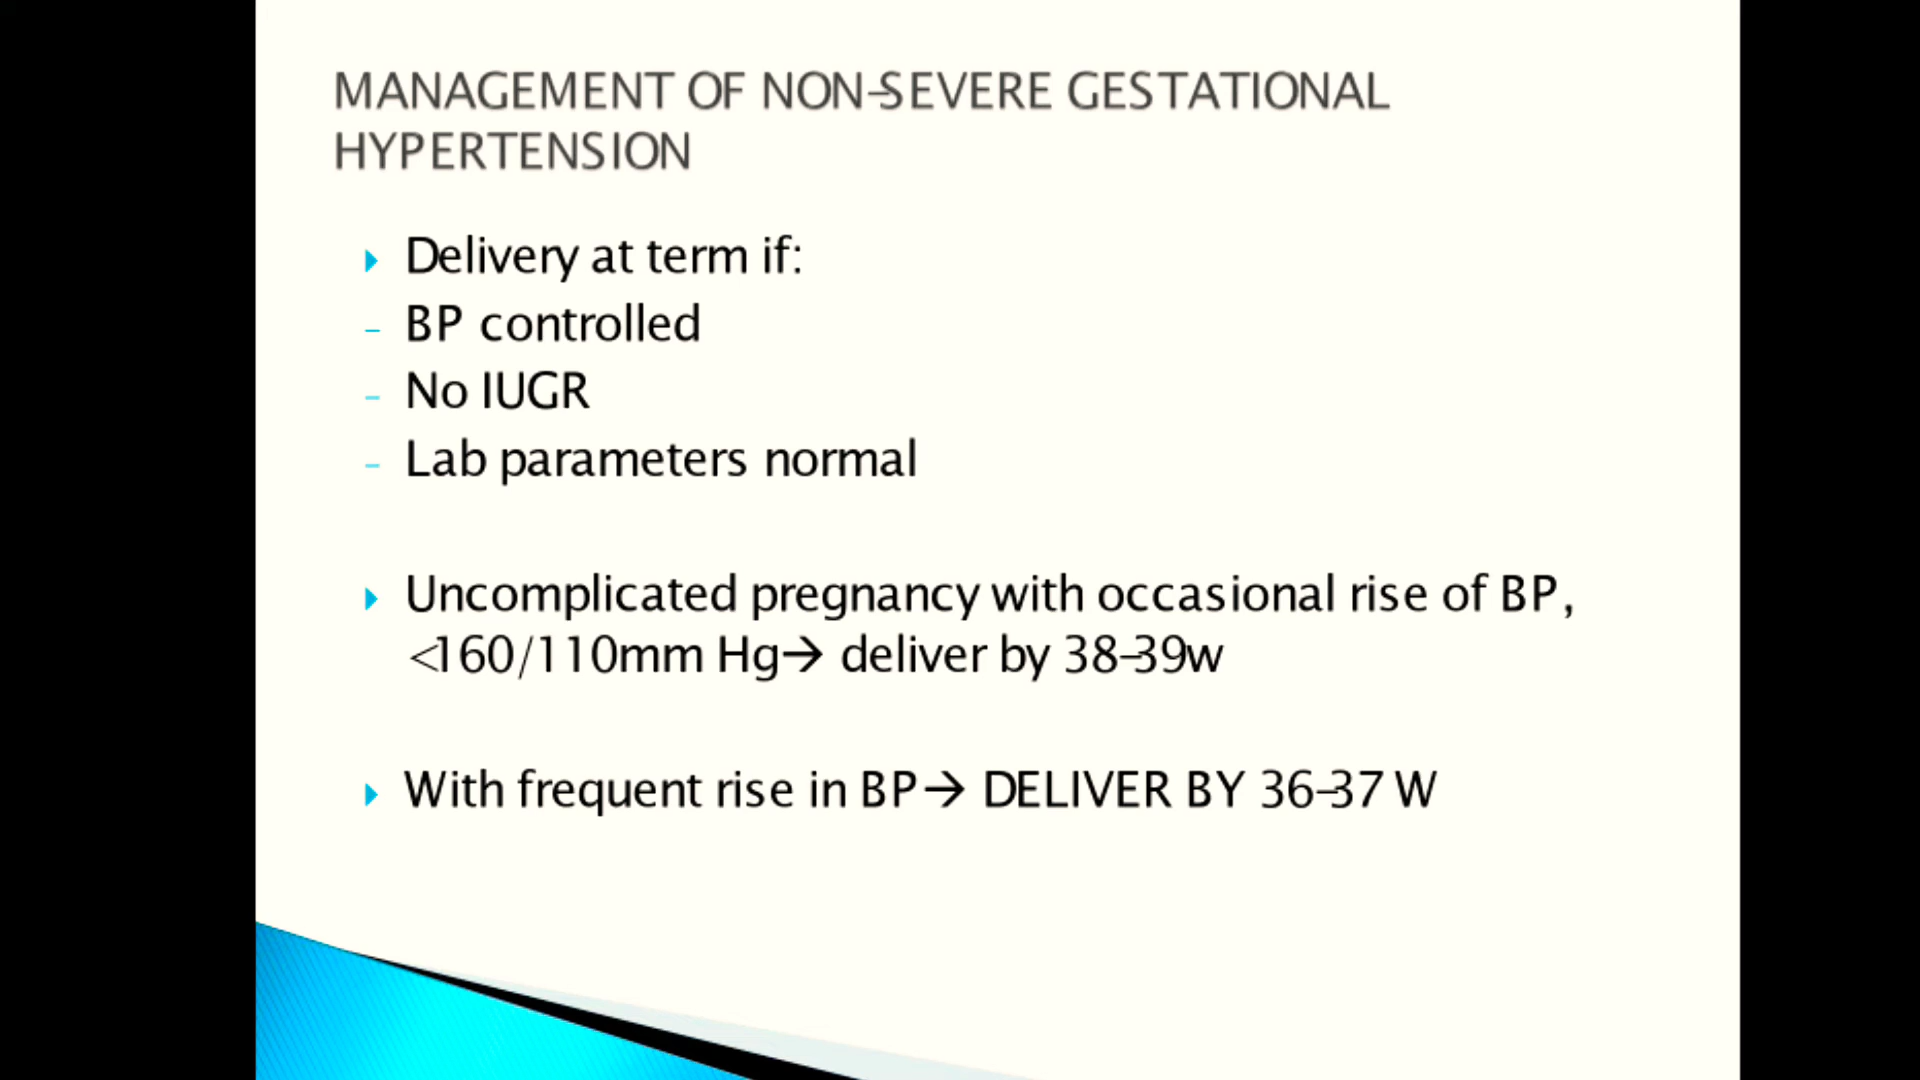 MANAGEMENT OF NON-SEVERE GESTATIONAL
HYPERTENSION
Delivery at term if:
- BP controlled
- No IUGR
- Lab parameters normal
Uncomplicated pregnancy with occasional rise of BP,
<160/110mm Hg→ deliver by 38-39w
With frequent rise in BP→ DELIVER BY 36-37 W